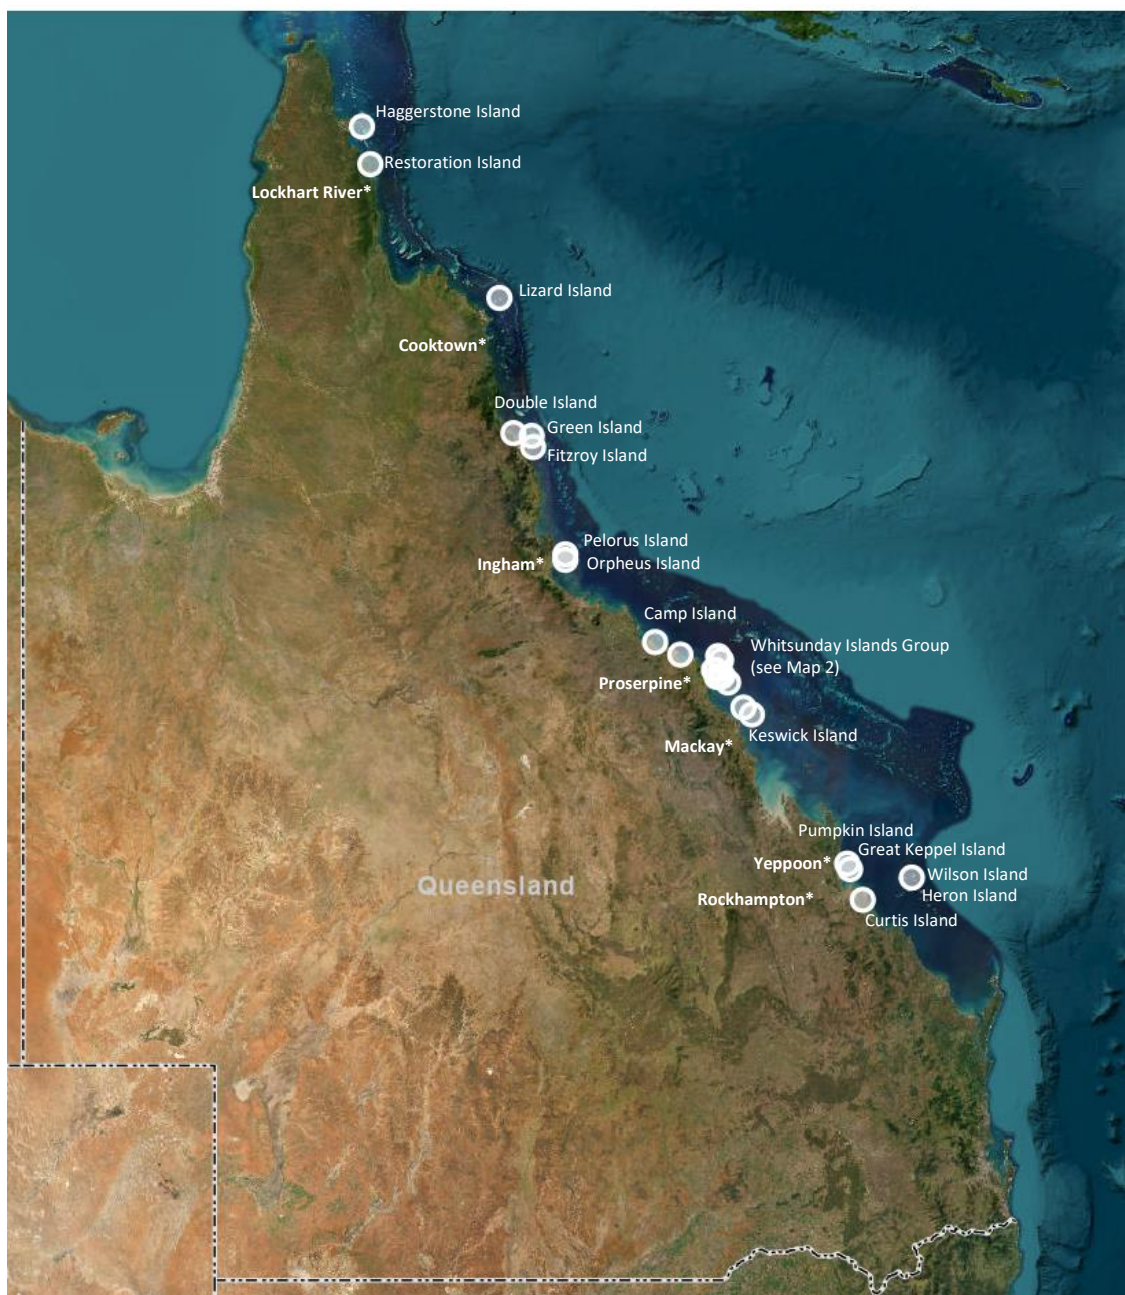 Haggerstone Island
Restoration Island
Lockhart River*
Lizard Island
Cooktown*
Double Island
Green Island
Fitzroy Island
Pelorus Island
Ingham*
Orpheus Island
Camp Island
Whitsunday Islands Group
(see Map 2)
Proserpine*
Keswick Island
Mackay*
Pumpkin Island
Great Keppel Island
Yeppoon*
Wilson Island
Queensland
Heron Island
Rockhampton*
Curtis Island